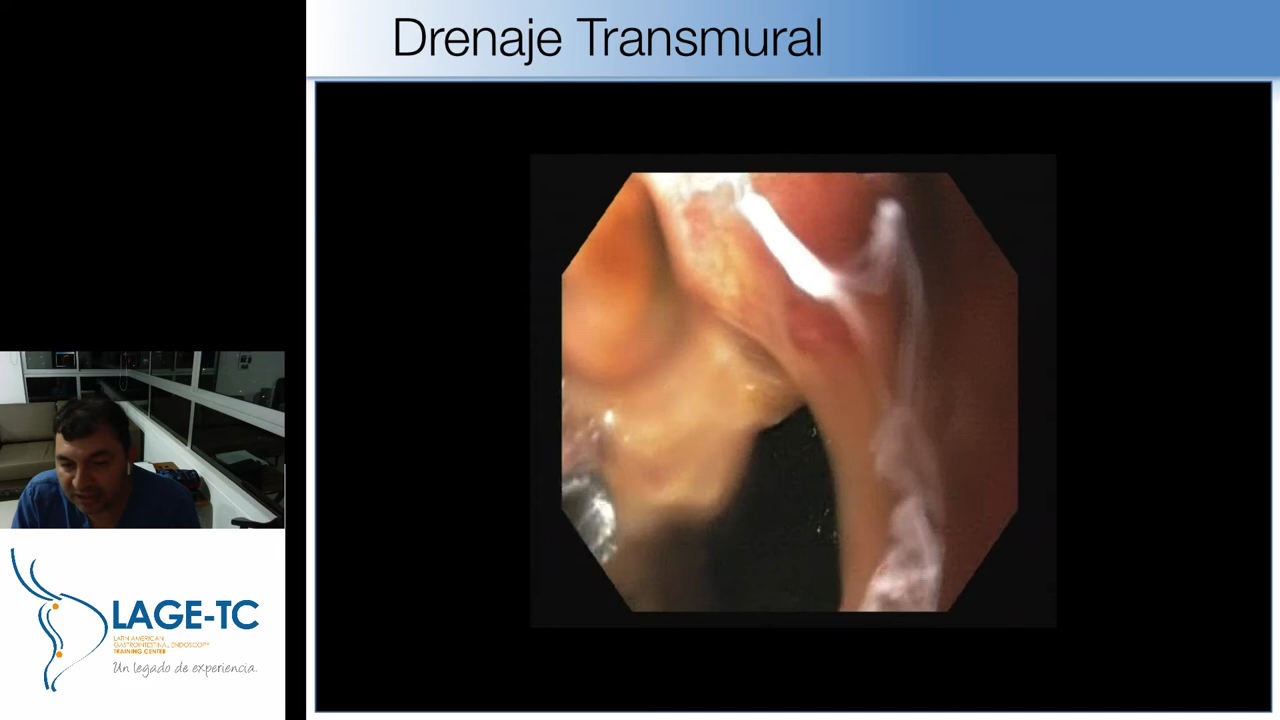 Drenaje Transmural
LAGE-TC
LATIN AMERICAN
GASTROINTESTINAL ENDOSCOPY
TRAINING CENTER
Un legado de experiencia.